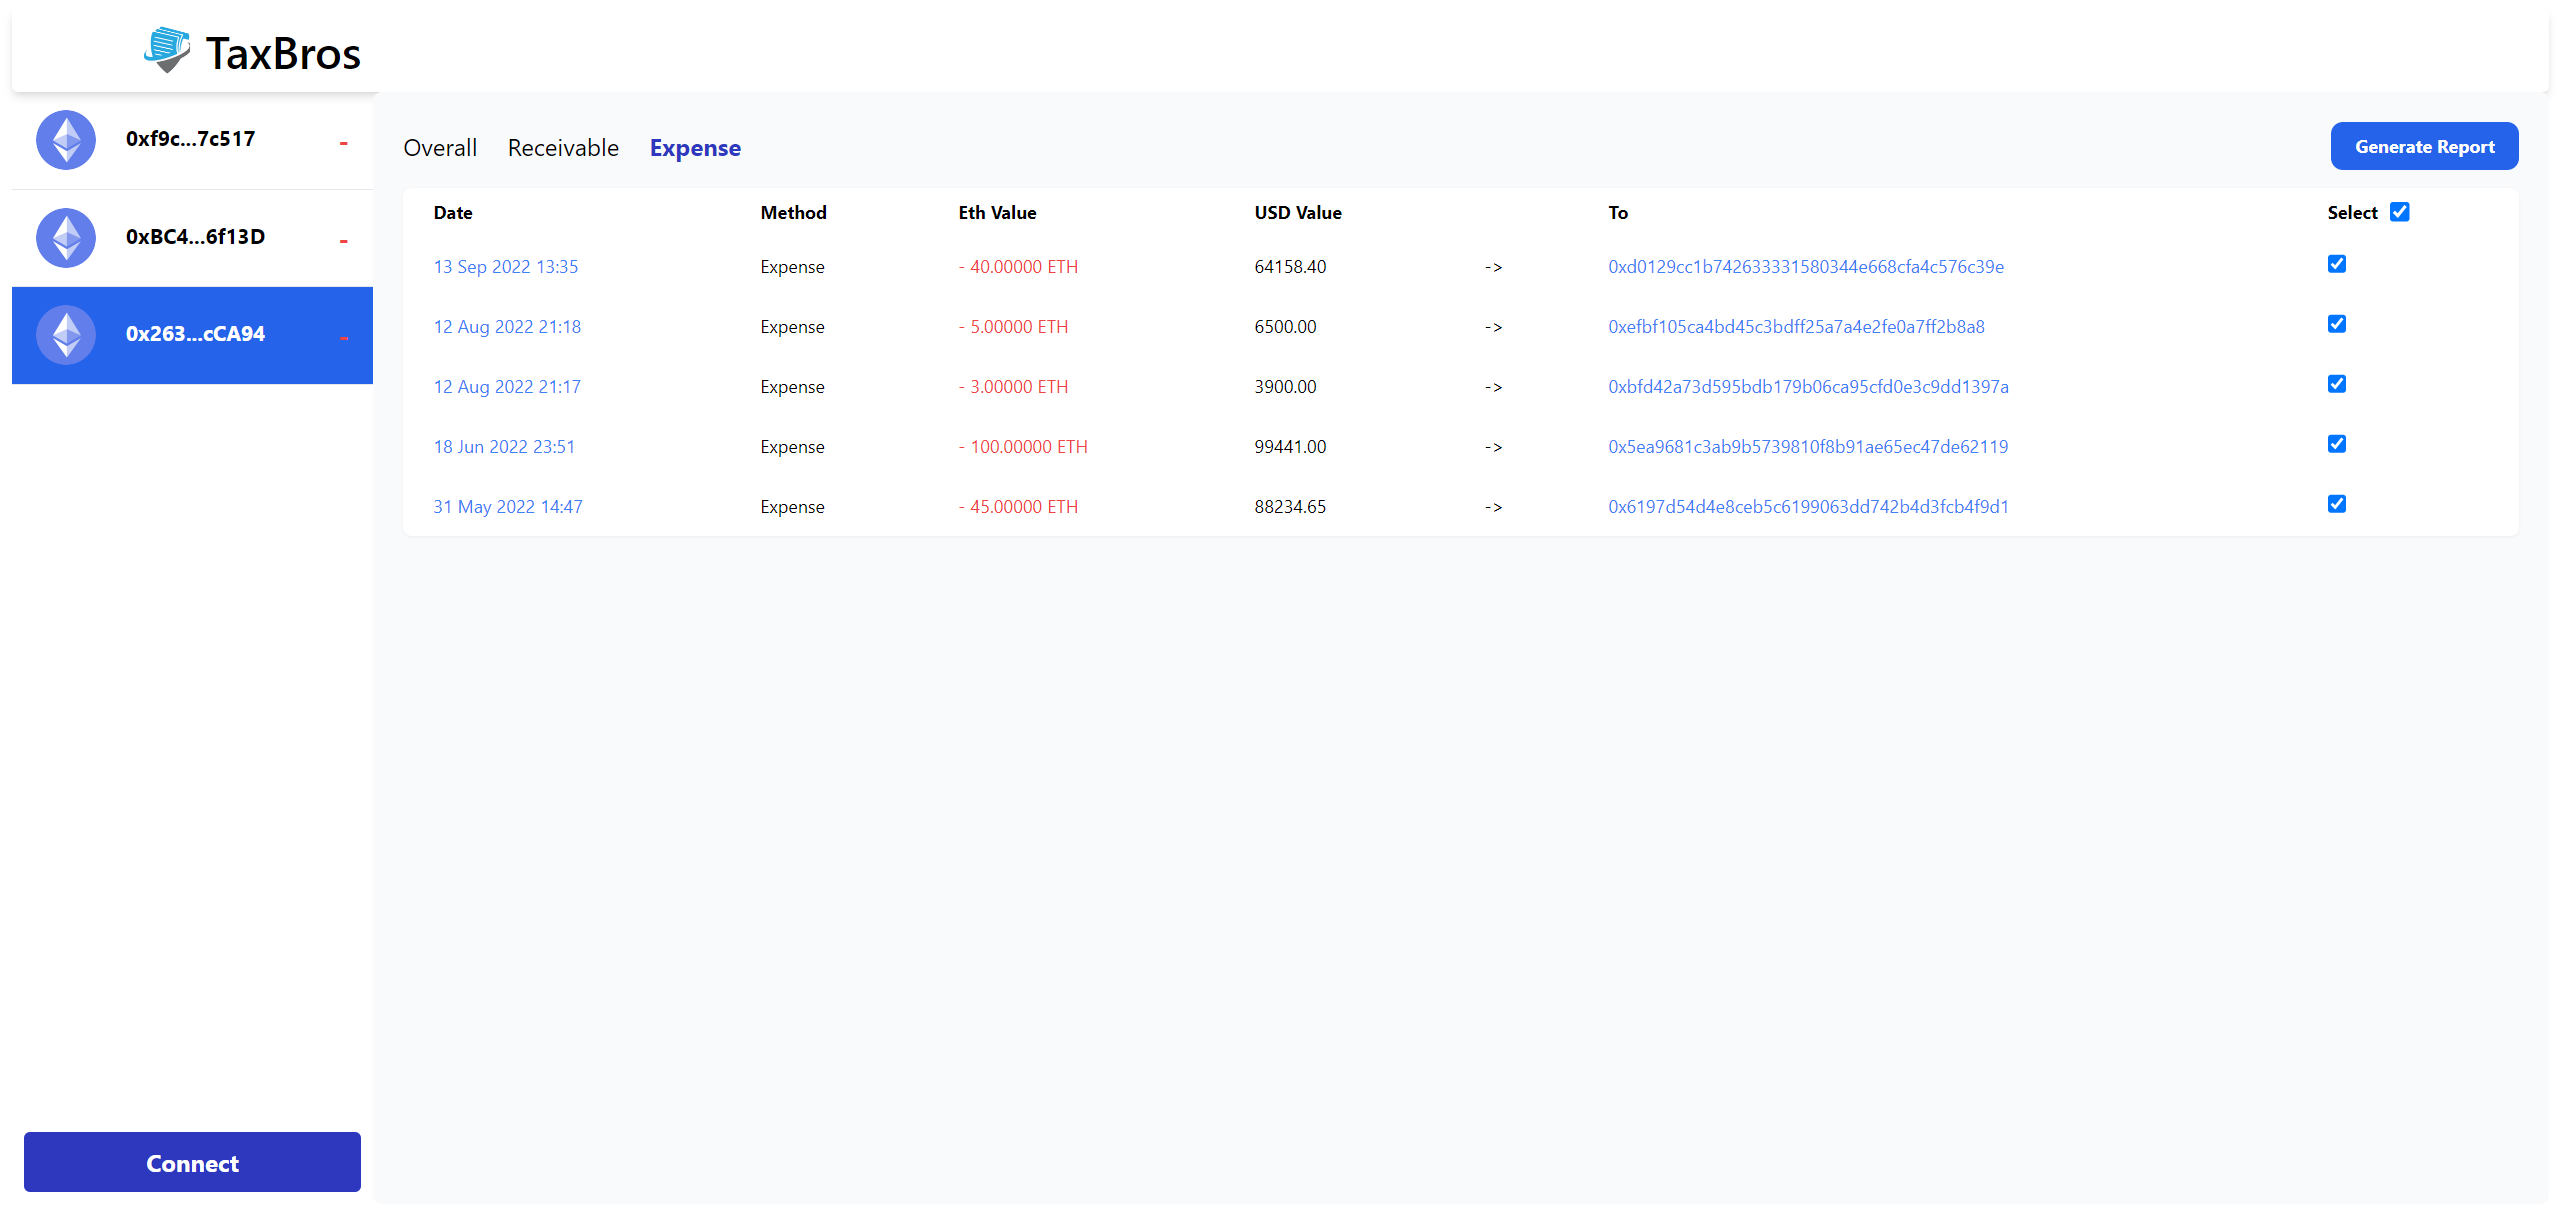 TaxBros
0xf9c...7c517 -
0xBC4...6f13D -
0x263...cCA94 -
Connect
Overall Receivable Expense Generate Report
Date Method Eth Value USD Value To Select
13 Sep 2022 13:35 Expense - 40.00000 ETH 64158.40 -> 0xd0129cc1b742633331580344e668cfa4c576c39e
12 Aug 2022 21:18 Expense - 5.00000 ETH 6500.00 -> 0xefbf105ca4bd45c3bdff25a7a4e2fe0a7ff2b8a8
12 Aug 2022 21:17 Expense - 3.00000 ETH 3900.00 -> 0xbfd42a73d595bdb179b06ca95cfd0e3c9dd1397a
18 Jun 2022 23:51 Expense - 100.00000 ETH 99441.00 -> 0x5ea9681c3ab9b5739810f8b91ae65ec47de62119
31 May 2022 14:47 Expense - 45.00000 ETH 88234.65 -> 0x6197d54d4e8ceb5c6199063dd742b4d3fcb4f9d1